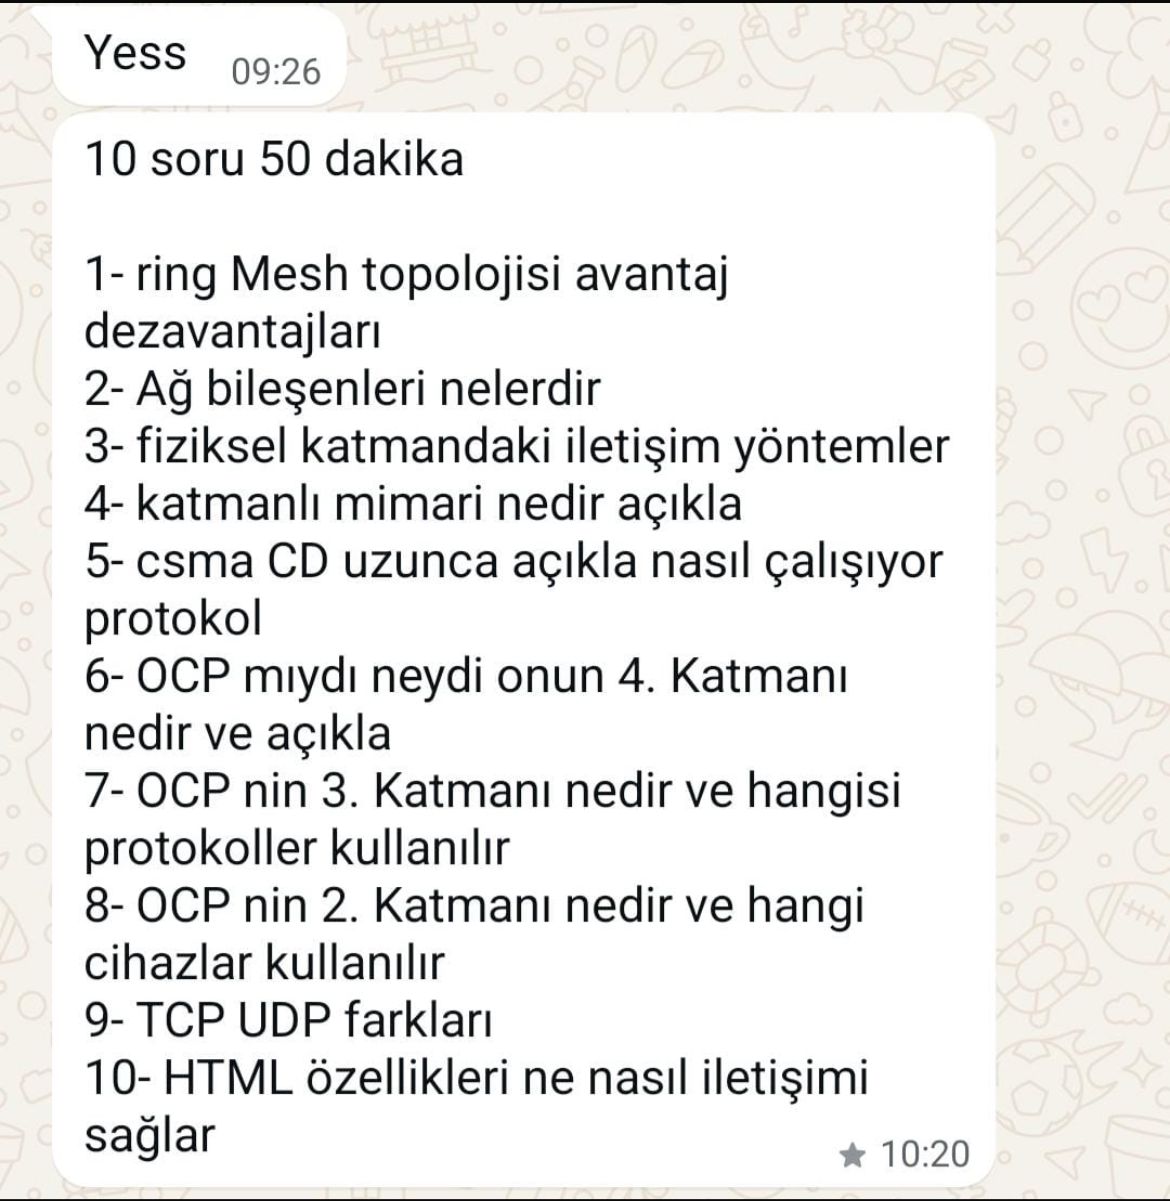 Yess
09:26
10 soru 50 dakika
1- ring Mesh topolojisi avantaj
dezavantajları
2- Ağ bileşenleri nelerdir
3- fiziksel katmandaki iletişim yöntemler
4- katmanlı mimari nedir açıkla
5- csma CD uzunca açıkla nasıl çalışıyor
protokol
6- OCP mıydı neydi onun 4. Katmanı
nedir ve açıkla
7- OCP nin 3. Katmanı nedir ve hangisi
protokoller kullanılır
8- OCP nin 2. Katmanı nedir ve hangi
cihazlar kullanılır
9- TCP UDP farkları
10- HTML özellikleri ne nasıl iletişimi
sağlar
10:20